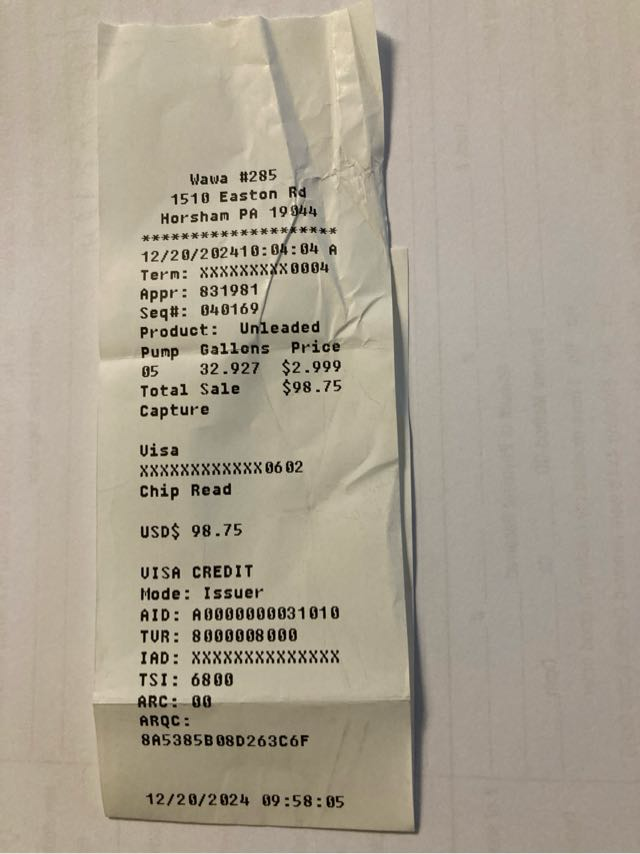 Wawa #285
1510 Easton Rd
Horsham PA 19044
********************
12/20/202410:04:04 A
Term: XXXXXXXXX0004
Appr: 831981
Seq#: 040169
Product: Unleaded
Pump Gallons Price
05 32.927 $2.999
Total Sale $98.75
Capture
Visa
XXXXXXXXXXXX0602
Chip Read
USD$ 98.75
VISA CREDIT
Mode: Issuer
AID: A0000000031010
TVR: 8000008000
IAD: XXXXXXXXXXXXXX
TSI: 6800
ARC: 00
ARQC:
8A5385B08D263C6F
12/20/2024 09:58:05